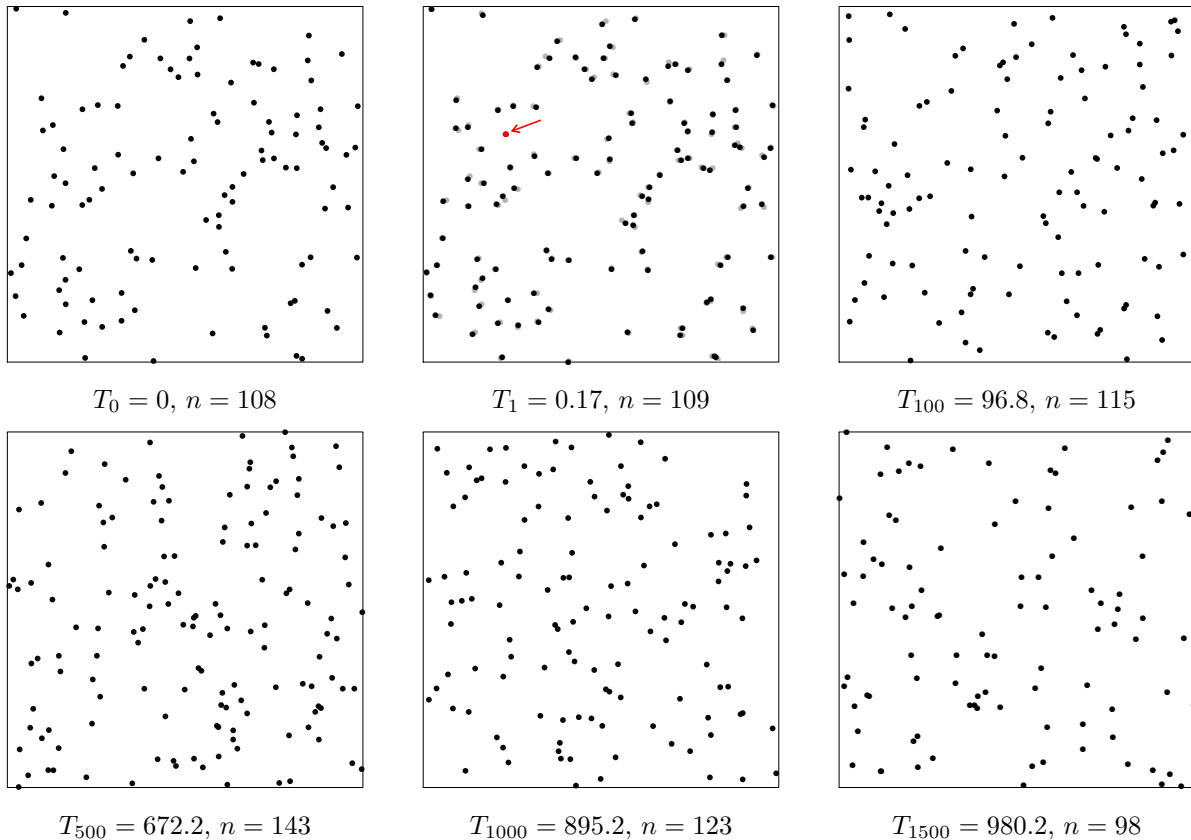 T₀ = 0, n = 108
T₁ = 0.17, n = 109
T₁₀₀ = 96.8, n = 115
T₅₀₀ = 672.2, n = 143
T₁₀₀₀ = 895.2, n = 123
T₁₅₀₀ = 980.2, n = 98